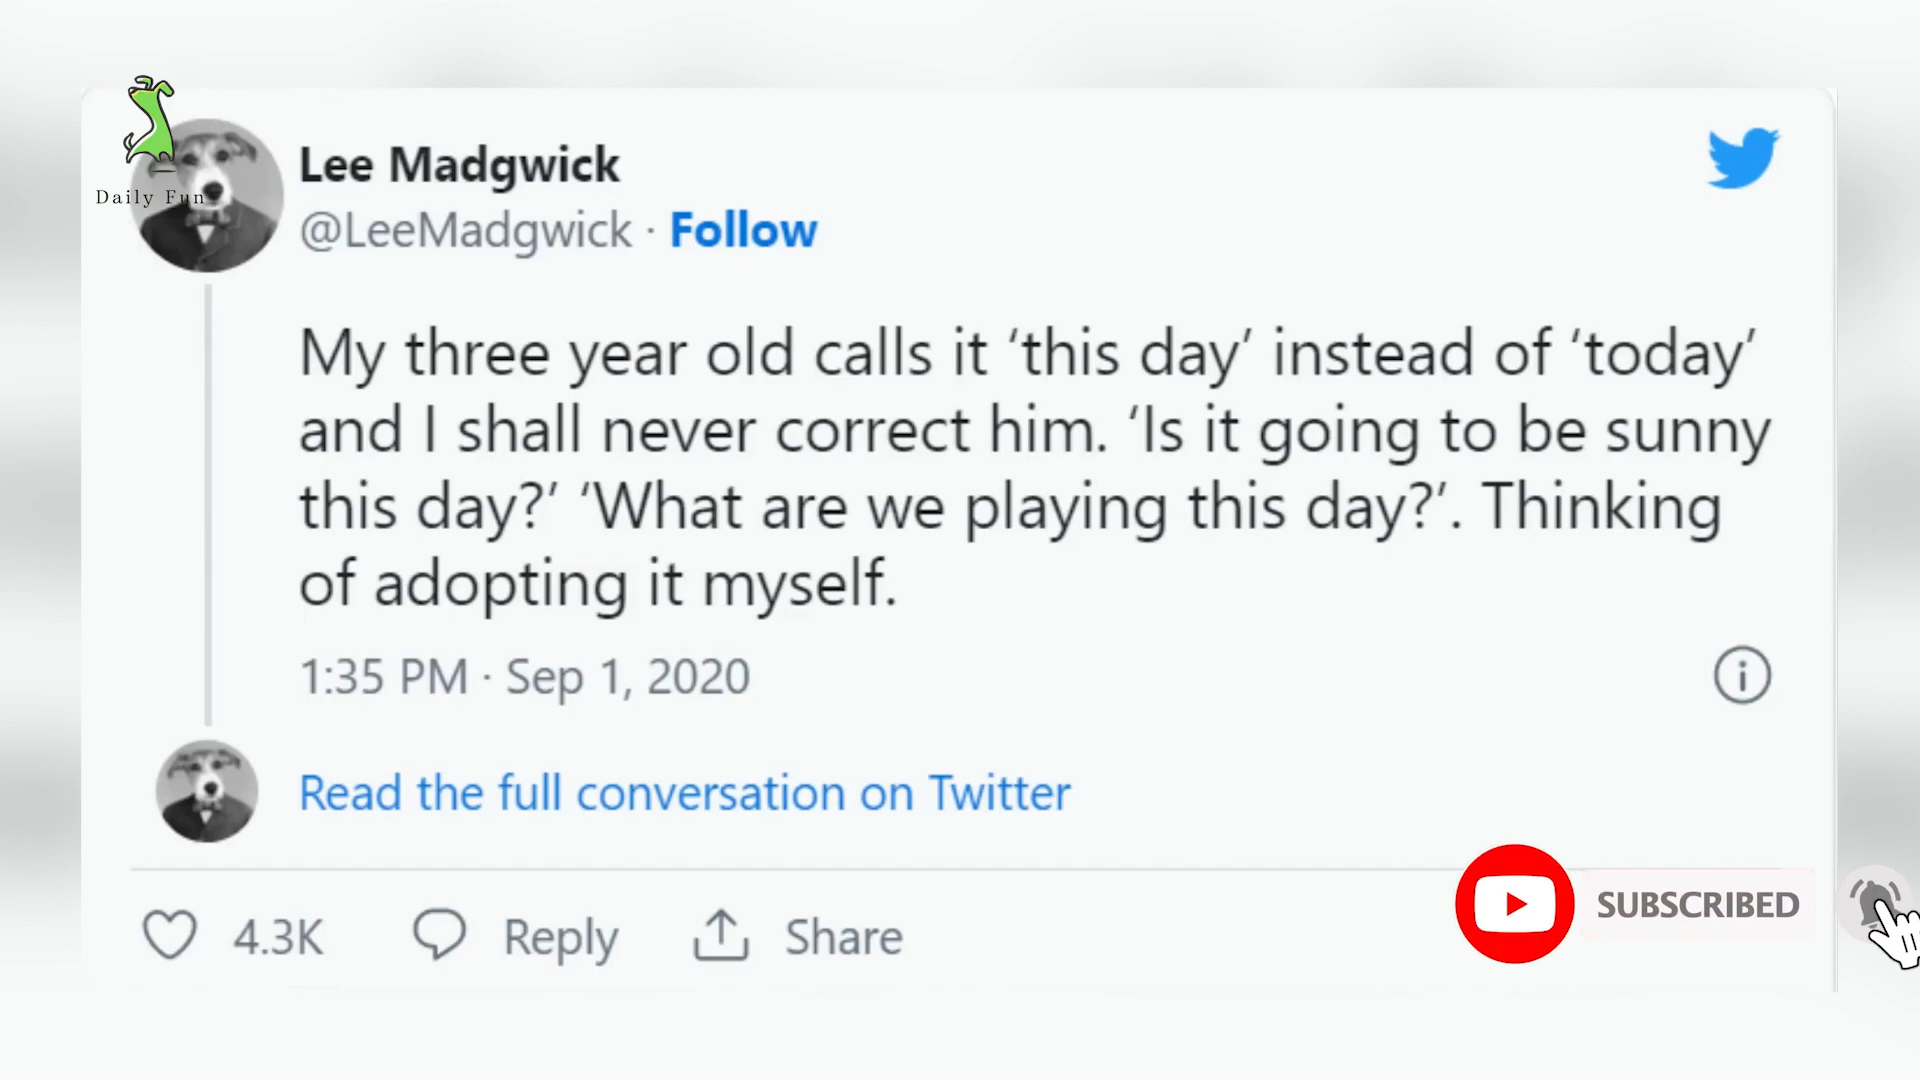 Daily Fun
Lee Madgwick
@LeeMadgwick · Follow
My three year old calls it ‘this day’ instead of ‘today’
and I shall never correct him. ‘Is it going to be sunny
this day?’ ‘What are we playing this day?’. Thinking
of adopting it myself.
1:35 PM · Sep 1, 2020
Read the full conversation on Twitter
4.3K Reply Share
SUBSCRIBED